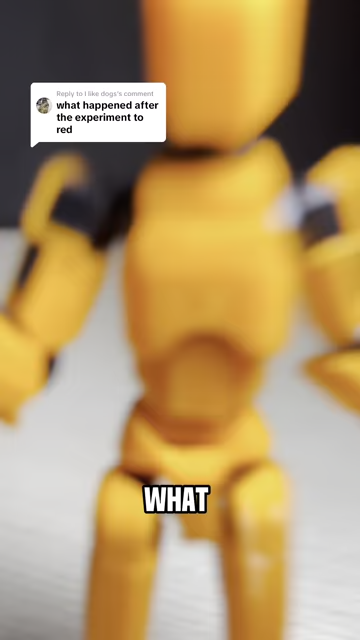 Reply to I like dogs's comment
what happened after
the experiment to
red
WHAT